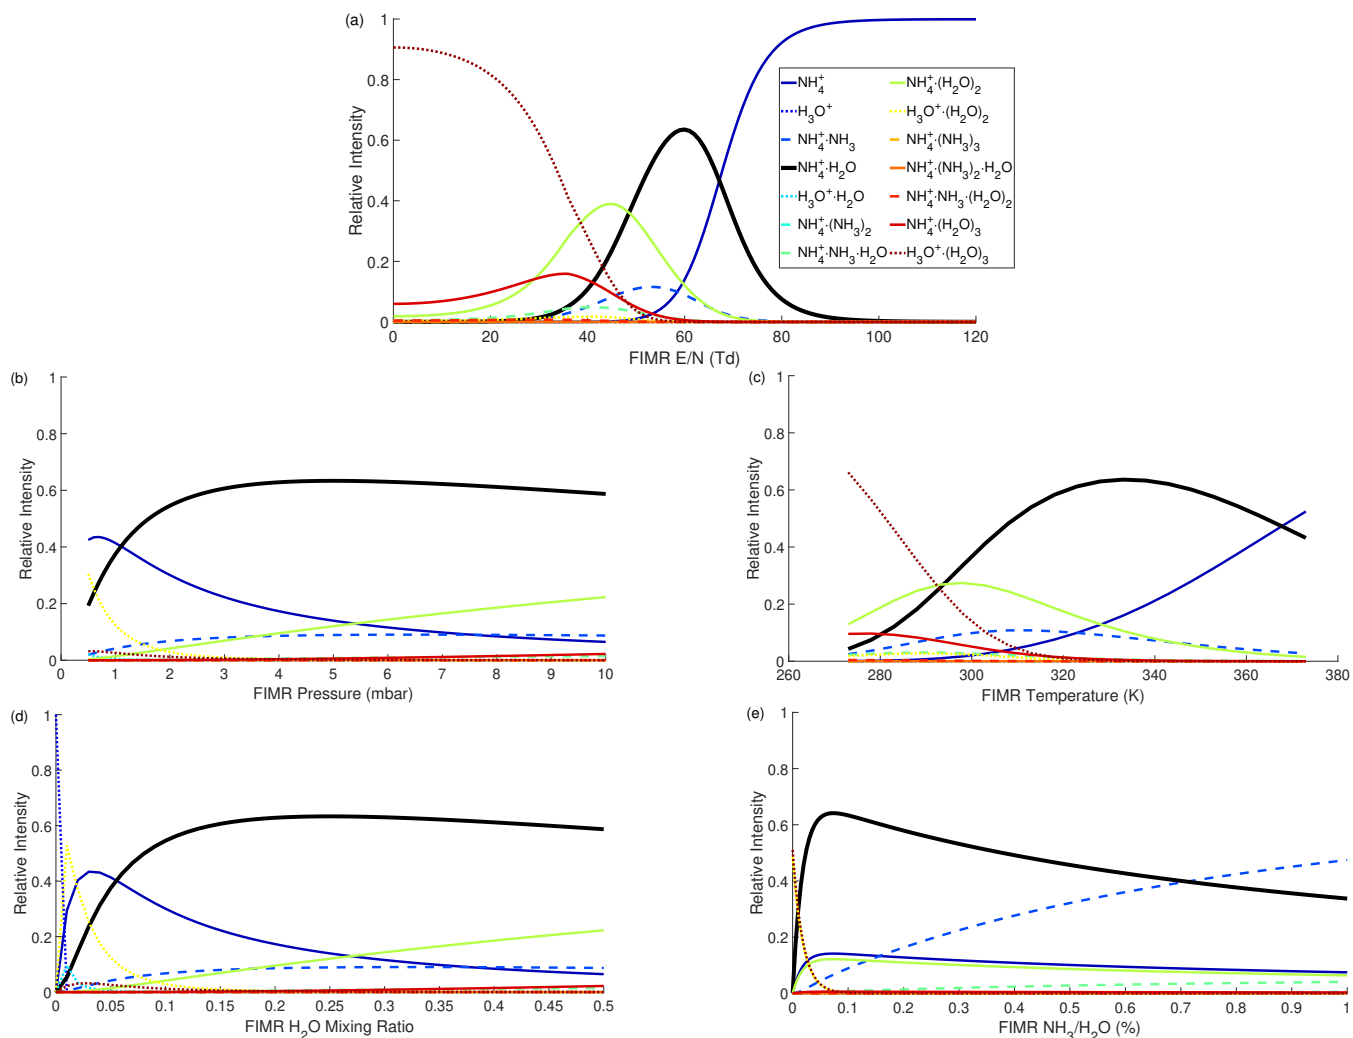 (a)
1
0.8
0.6
0.4
0.2
0
Relative Intensity
0 20 40 60 80 100 120
FIMR E/N (Td)
NH₄⁺ NH₄⁺·(H₂O)₂
H₃O⁺ H₃O⁺·(H₂O)₂
NH₄⁺·NH₃ NH₄⁺·(NH₃)₃
NH₄⁺·H₂O NH₄⁺·(NH₃)₂·H₂O
H₃O⁺·H₂O NH₄⁺·NH₃·(H₂O)₂
NH₄⁺·(NH₃)₂ NH₄⁺·(H₂O)₃
NH₄⁺·NH₃·H₂O H₃O⁺·(H₂O)₃
(b)
1
0.8
0.6
0.4
0.2
0
Relative Intensity
0 1 2 3 4 5 6 7 8 9 10
FIMR Pressure (mbar)
(c)
1
0.8
0.6
0.4
0.2
0
Relative Intensity
260 280 300 320 340 360 380
FIMR Temperature (K)
(d)
1
0.8
0.6
0.4
0.2
0
Relative Intensity
0 0.05 0.1 0.15 0.2 0.25 0.3 0.35 0.4 0.45 0.5
FIMR H₂O Mixing Ratio
(e)
1
0.8
0.6
0.4
0.2
0
Relative Intensity
0 0.1 0.2 0.3 0.4 0.5 0.6 0.7 0.8 0.9 1
FIMR NH₃/H₂O (%)